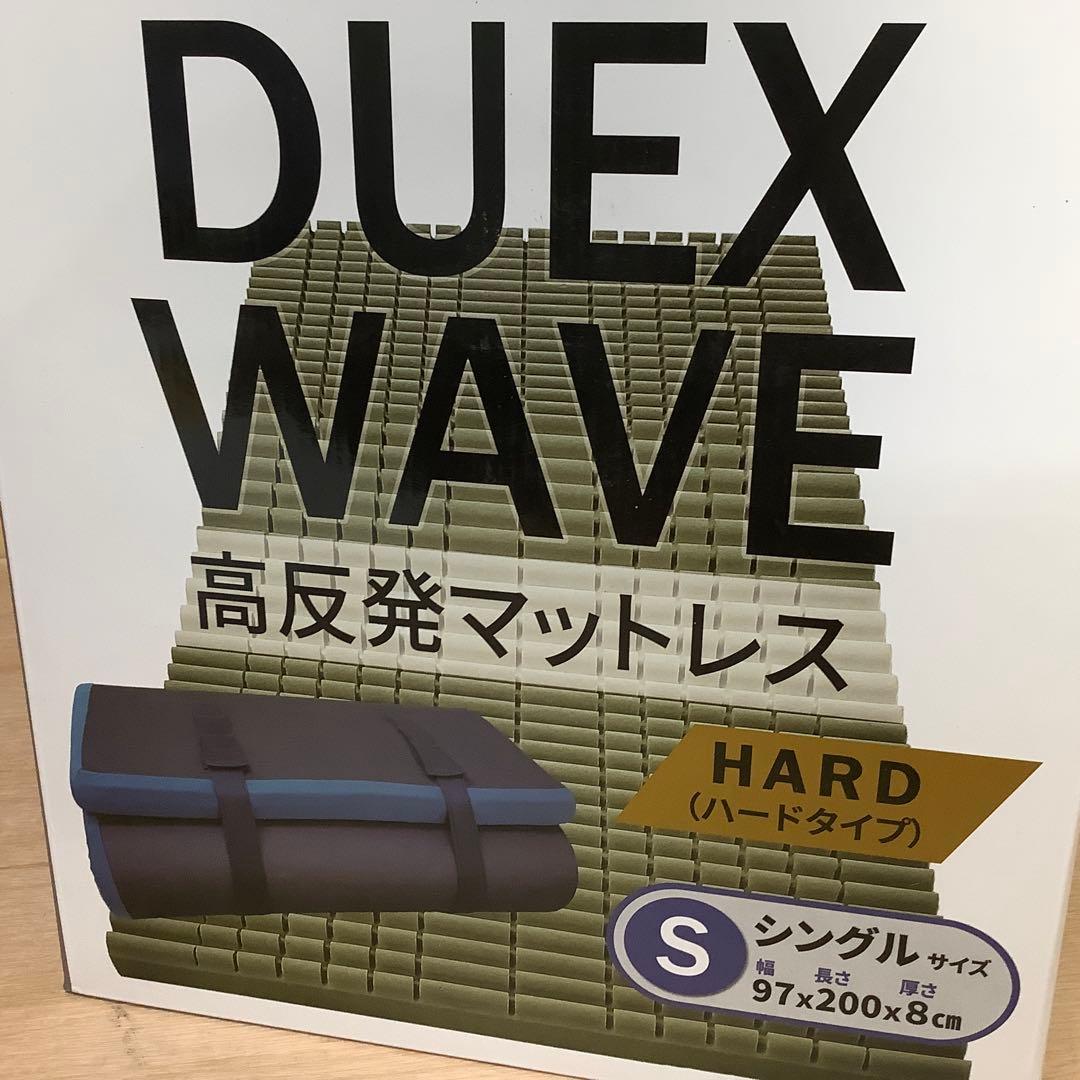 DUEX
WAVE
高反発マットレス
HARD
(ハードタイプ)
S
シングルサイズ
幅 長さ 厚さ
97x200x8cm